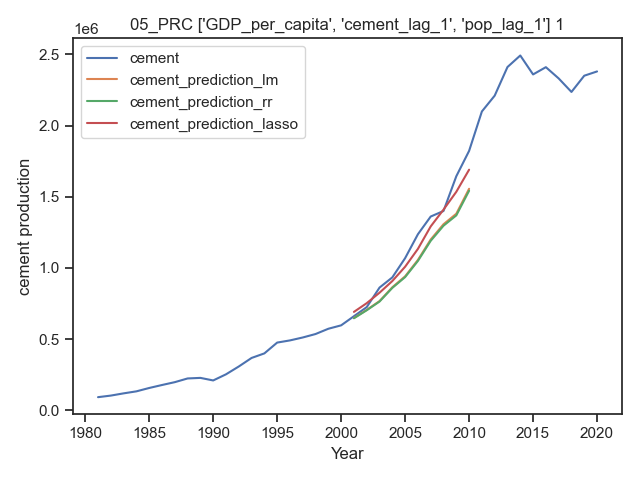 05_PRC ['GDP_per_capita', 'cement_lag_1', 'pop_lag_1'] 1
1e6
cement
cement_prediction_lm
cement_prediction_rr
cement_prediction_lasso
2.5
2.0
1.5
1.0
0.5
0.0
cement production
1980
1985
1990
1995
2000
2005
2010
2015
2020
Year